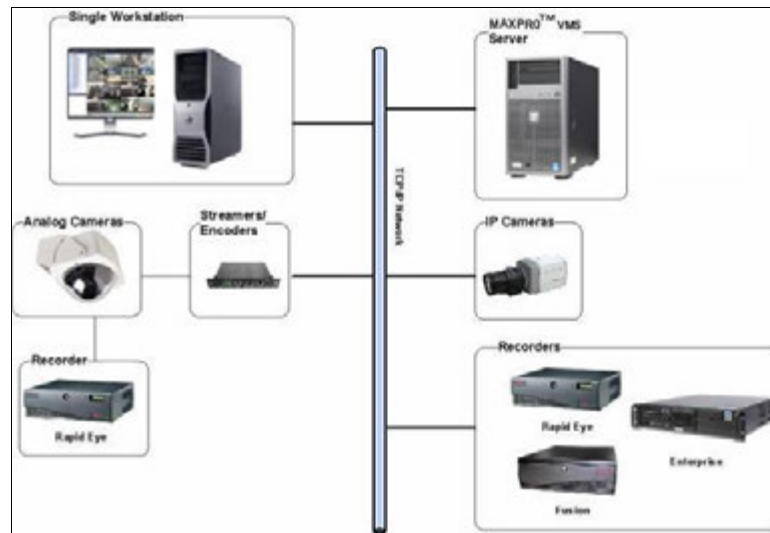 Single Workstation
MAXPRO™ VMS
Server
TCP/IP Network
Analog Cameras
Streamers/
Encoders
IP Cameras
Recorder
Rapid Eye
Recorders
Rapid Eye
Enterprise
Fusion